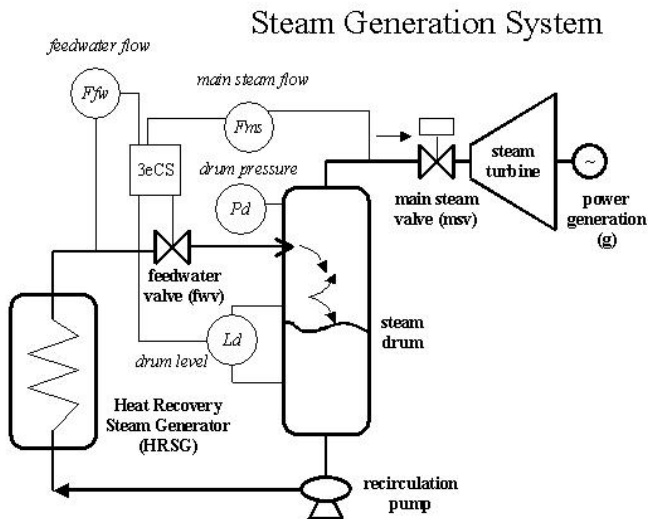 Steam Generation System
feedwater flow
Ffw
main steam flow
Fms
3eCS
drum pressure
Pd
steam
turbine
~
main steam
valve (msv)
power
generation
(g)
feedwater
valve (fwv)
Ld
drum level
steam
drum
Heat Recovery
Steam Generator
(HRSG)
recirculation
pump